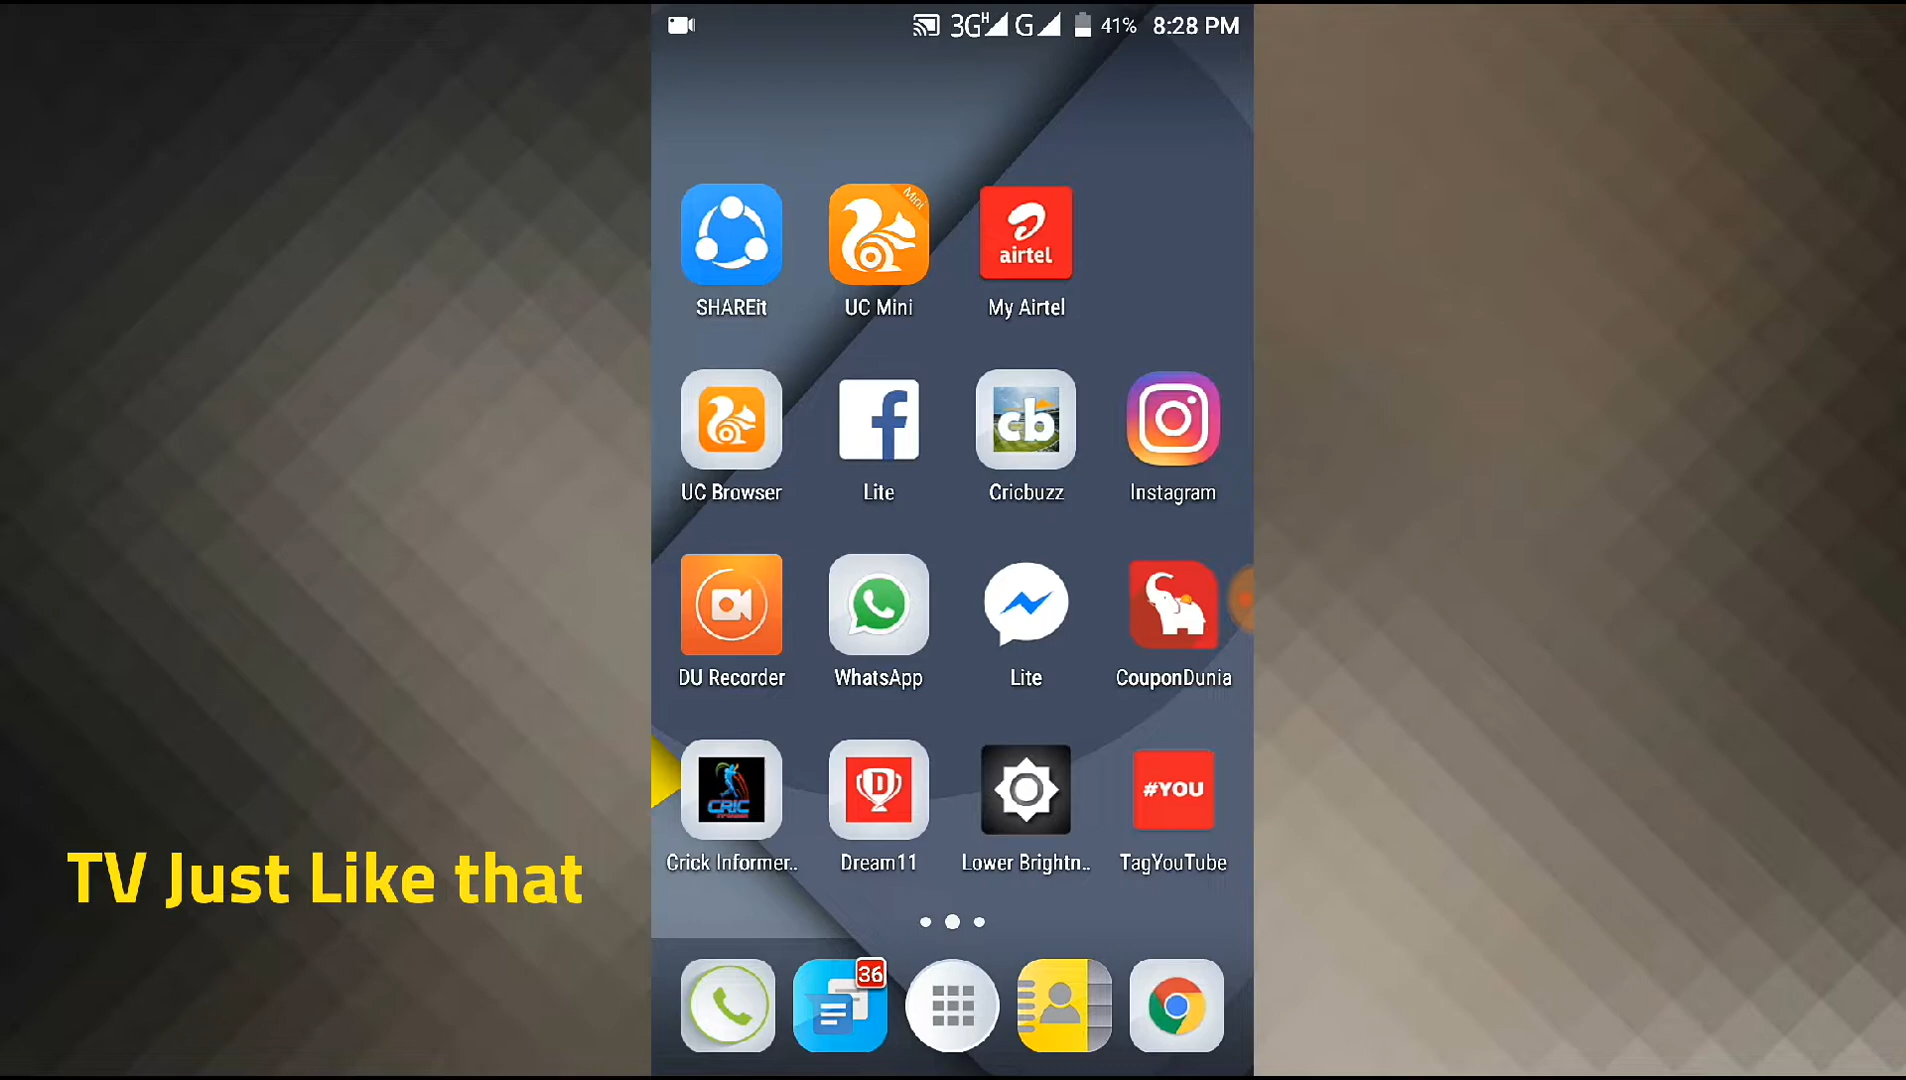 3G H G 41% 8:28 PM
Mini
airtel
SHAREit UC Mini My Airtel
cb
UC Browser Lite Cricbuzz Instagram
DU Recorder WhatsApp Lite CouponDunia
CRIC
D
#YOU
Crick Informer.. Dream11 Lower Brightn.. TagYouTube
TV Just Like that
36